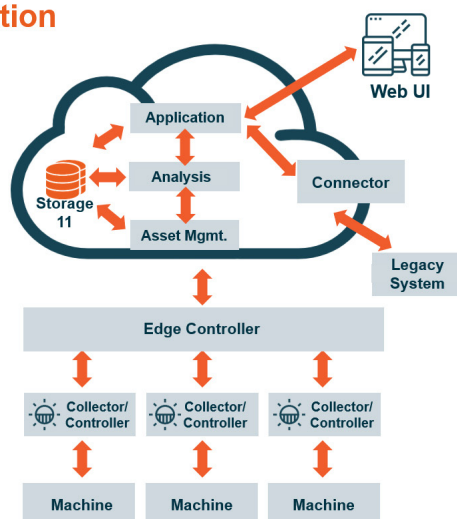 tion
Web UI
Application
Analysis
Connector
Storage
11
Asset Mgmt.
Legacy
System
Edge Controller
Collector/
Controller
Collector/
Controller
Collector/
Controller
Machine
Machine
Machine